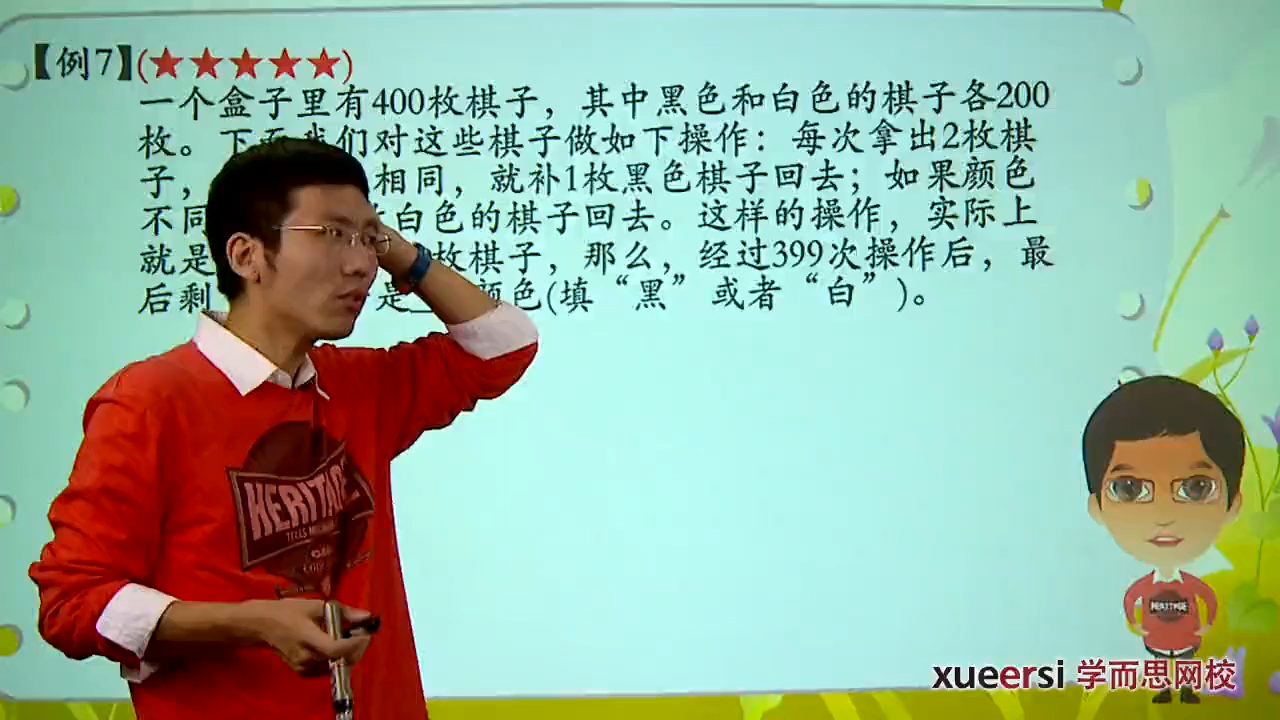 【例7】(★★★★★)
一个盒子里有400枚棋子，其中黑色和白色的棋子各200
枚。下面我们对这些棋子做如下操作：每次拿出2枚棋
子， 相同，就补1枚黑色棋子回去；如果颜色
不同 白色的棋子回去。这样的操作，实际上
就是 枚棋子，那么，经过399次操作后，最
后剩 是 颜色(填“黑”或者“白”)。
HERITAGE
HERITAGE
xueersi 学而思网校